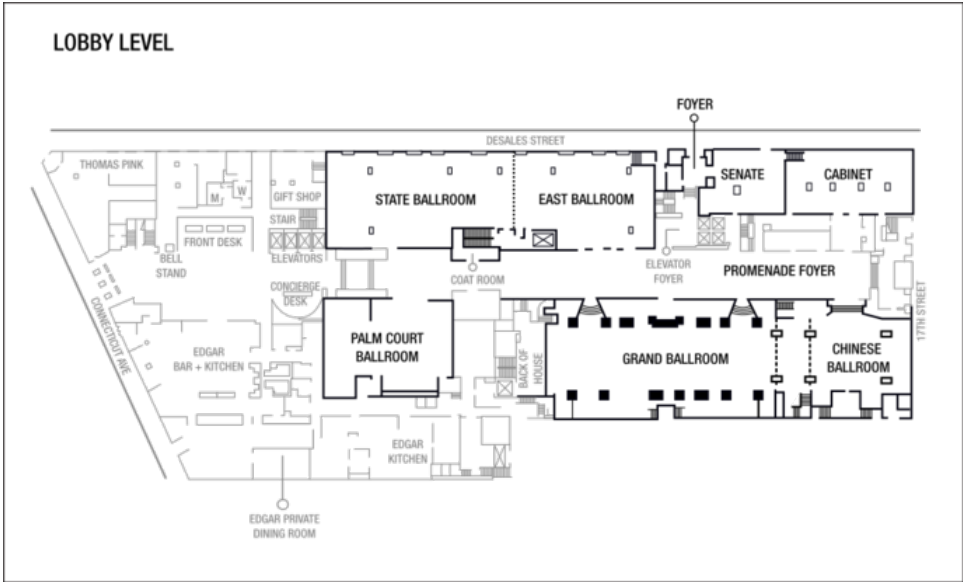 LOBBY LEVEL
FOYER
DESALES STREET
THOMAS PINK
M
W
GIFT SHOP
STATE BALLROOM
EAST BALLROOM
SENATE
CABINET
STAIR
FRONT DESK
BELL
STAND
ELEVATORS
COAT ROOM
ELEVATOR
FOYER
PROMENADE FOYER
CONCIERGE
DESK
CONNECTICUT AVE
17TH STREET
PALM COURT
BALLROOM
EDGAR
BAR + KITCHEN
BACK OF
HOUSE
GRAND BALLROOM
CHINESE
BALLROOM
EDGAR
KITCHEN
EDGAR PRIVATE
DINING ROOM